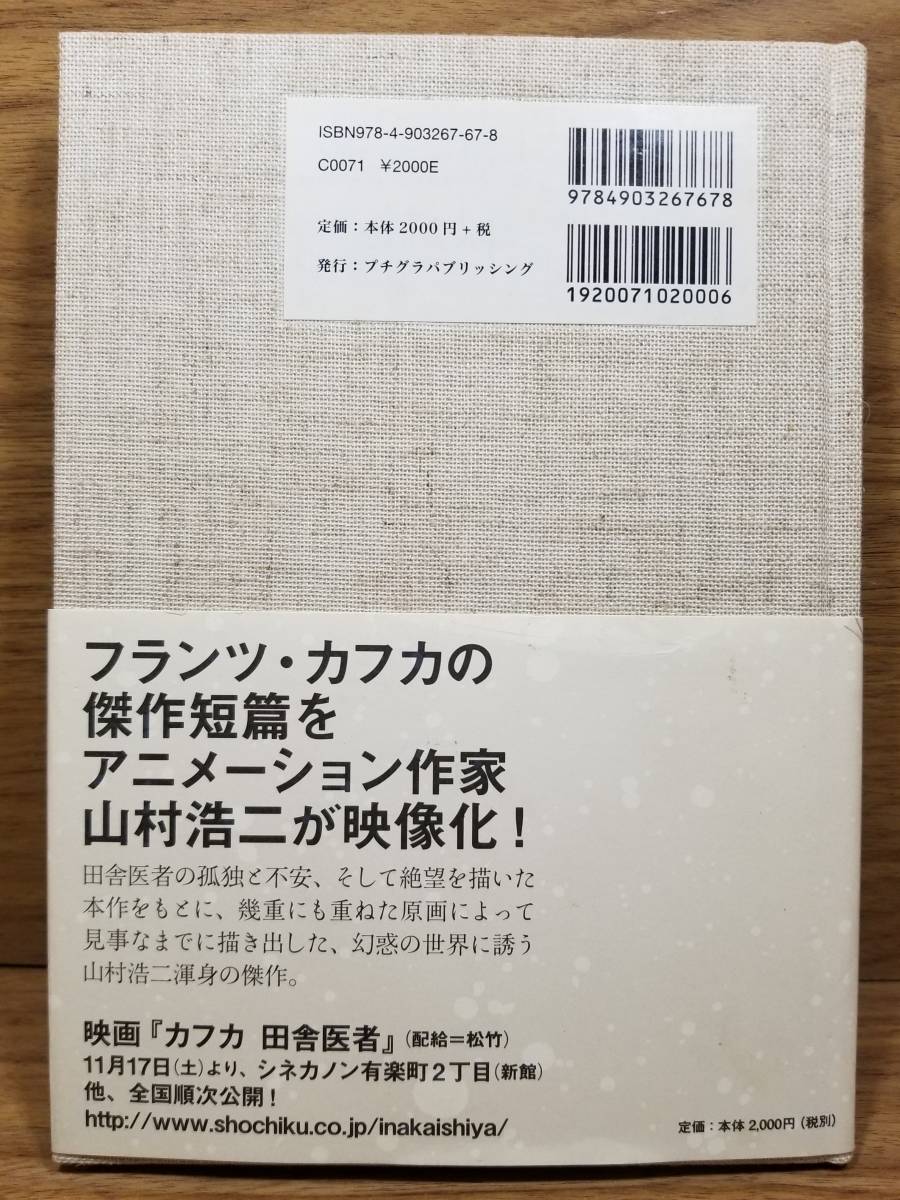 ISBN978-4-903267-67-8
C0071 ¥2000E
定価：本体2000円+税
発行：プチグラパブリッシング
9784903267678
1920071020006
フランツ・カフカの
傑作短篇を
アニメーション作家
山村浩二が映像化！
田舎医者の孤独と不安、そして絶望を描いた
本作をもとに、幾重にも重ねた原画によって
見事なまでに描き出した、幻惑の世界に誘う
山村浩二渾身の傑作。
映画『カフカ 田舎医者』（配給＝松竹）
11月17日（土）より、シネカノン有楽町2丁目（新館）
他、全国順次公開！
http://www.shochiku.co.jp/inakaishiya/
定価：本体2,000円（税別）